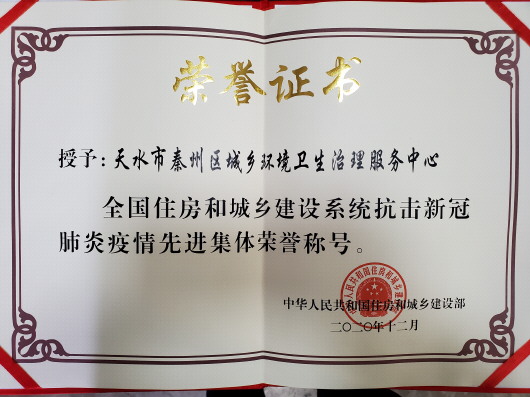 荣誉证书
授予：天水市秦州区城乡环境卫生治理服务中心
全国住房和城乡建设系统抗击新冠
肺炎疫情先进集体荣誉称号。
中华人民共和国住房和城乡建设部
二〇二〇年十二月